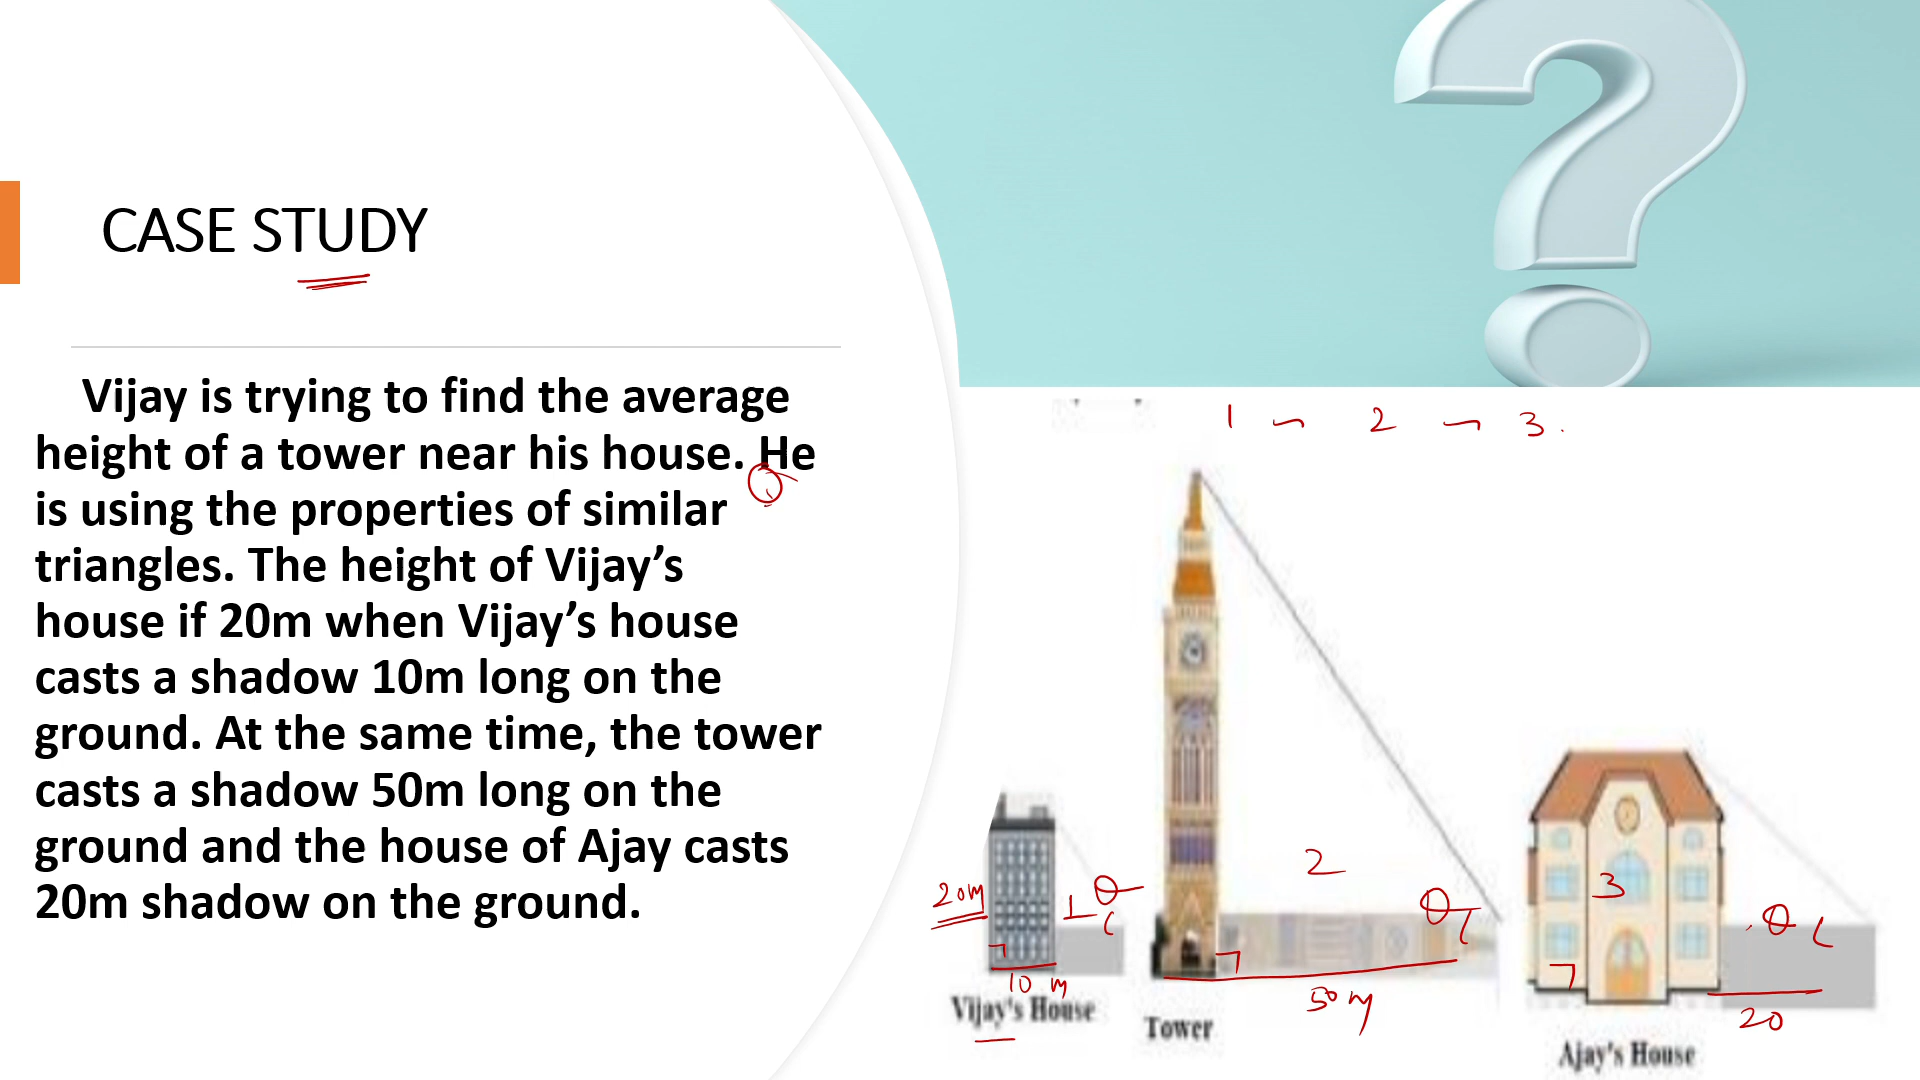 CASE STUDY
Vijay is trying to find the average
height of a tower near his house. He
is using the properties of similar
triangles. The height of Vijay’s
house if 20m when Vijay’s house
casts a shadow 10m long on the
ground. At the same time, the tower
casts a shadow 50m long on the
ground and the house of Ajay casts
20m shadow on the ground.
1 ~ 2 ~ 3.
2
20m
1
θ
θ
3
θ
10 m
50 m
20
Vijay's House
Tower
Ajay's House